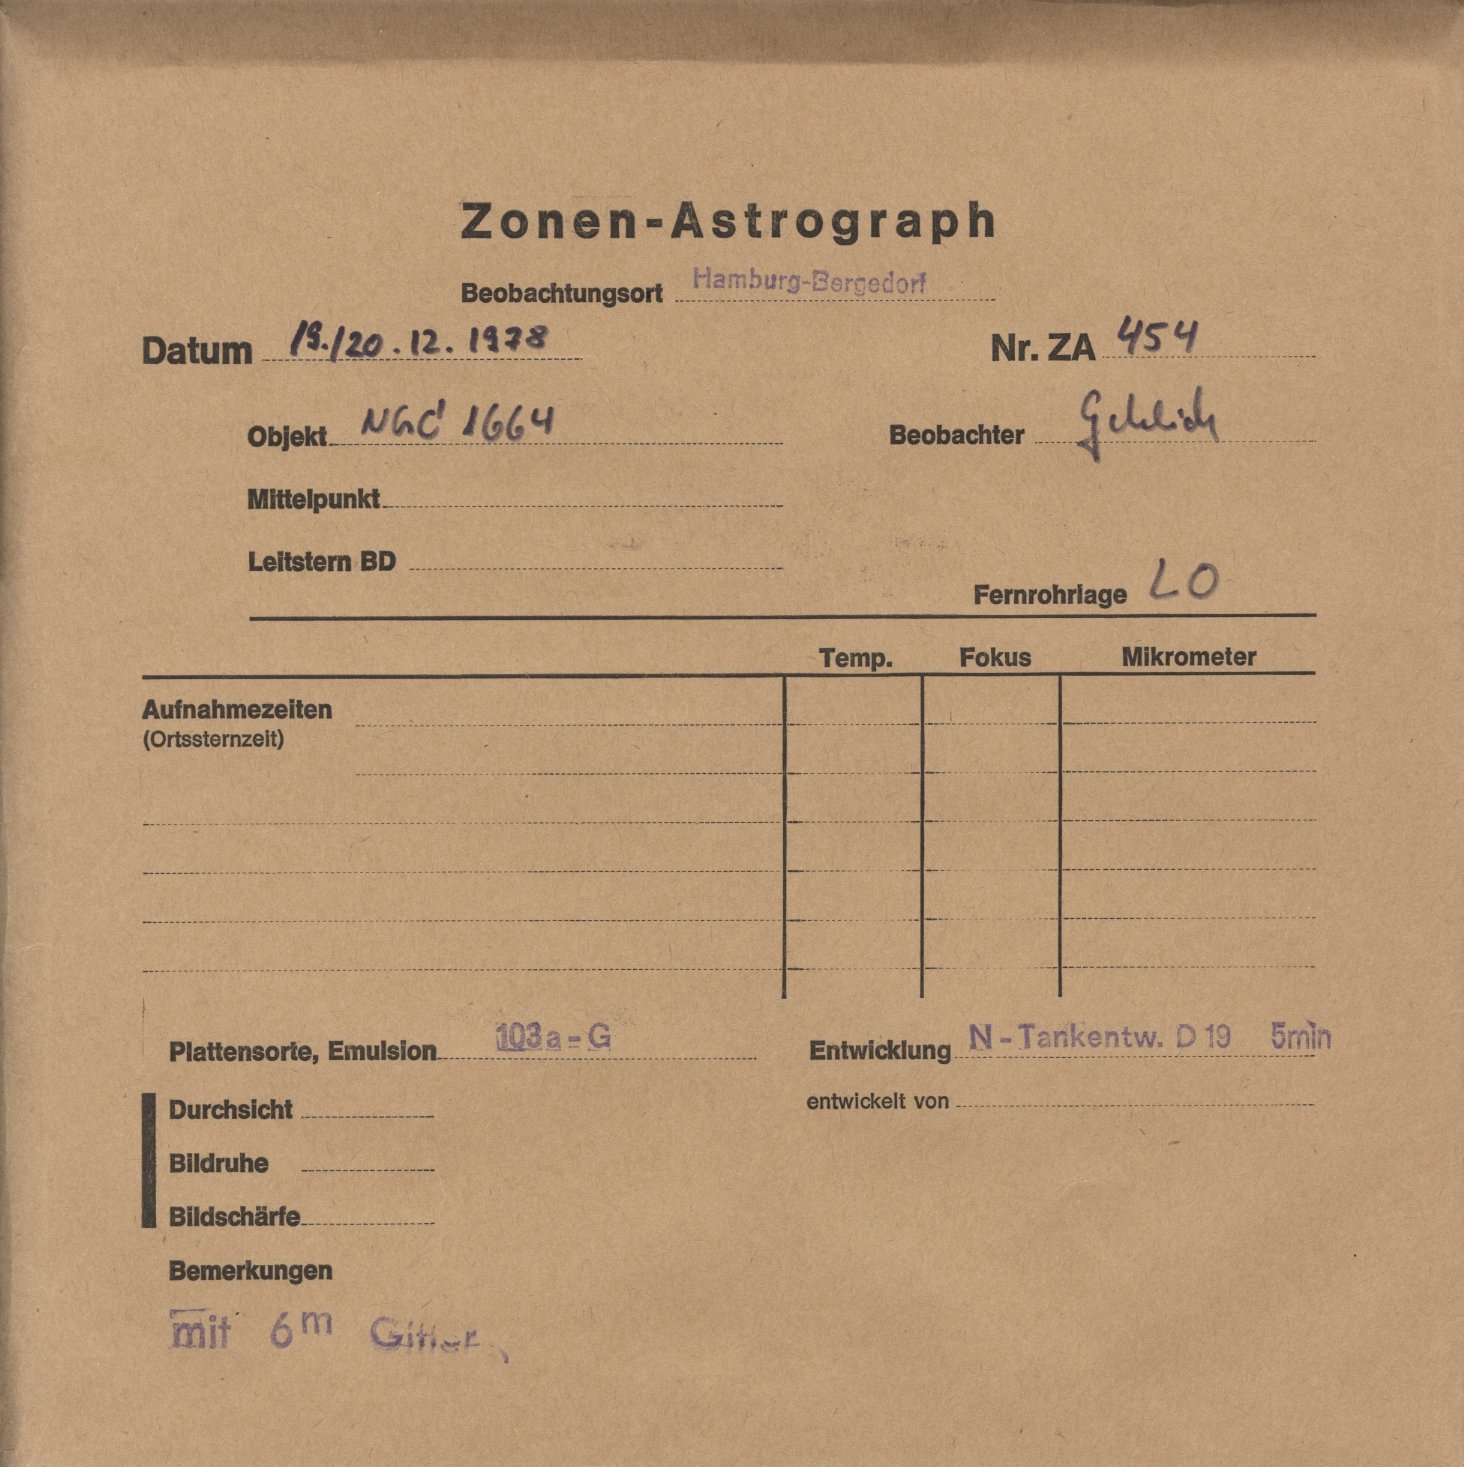 Zonen-Astrograph
Beobachtungsort Hamburg-Bergedorf
Datum 19./20.12.1978 Nr. ZA 454
Objekt NGC 1664 Beobachter
Mittelpunkt
Leitstern BD
Fernrohrlage LO
Temp. Fokus Mikrometer
Aufnahmezeiten
(Ortssternzeit)
Plattensorte, Emulsion 103a-G Entwicklung N-Tankentw. D 19 5min
Durchsicht entwickelt von
Bildruhe
Bildschärfe
Bemerkungen
mit 6m Gitter